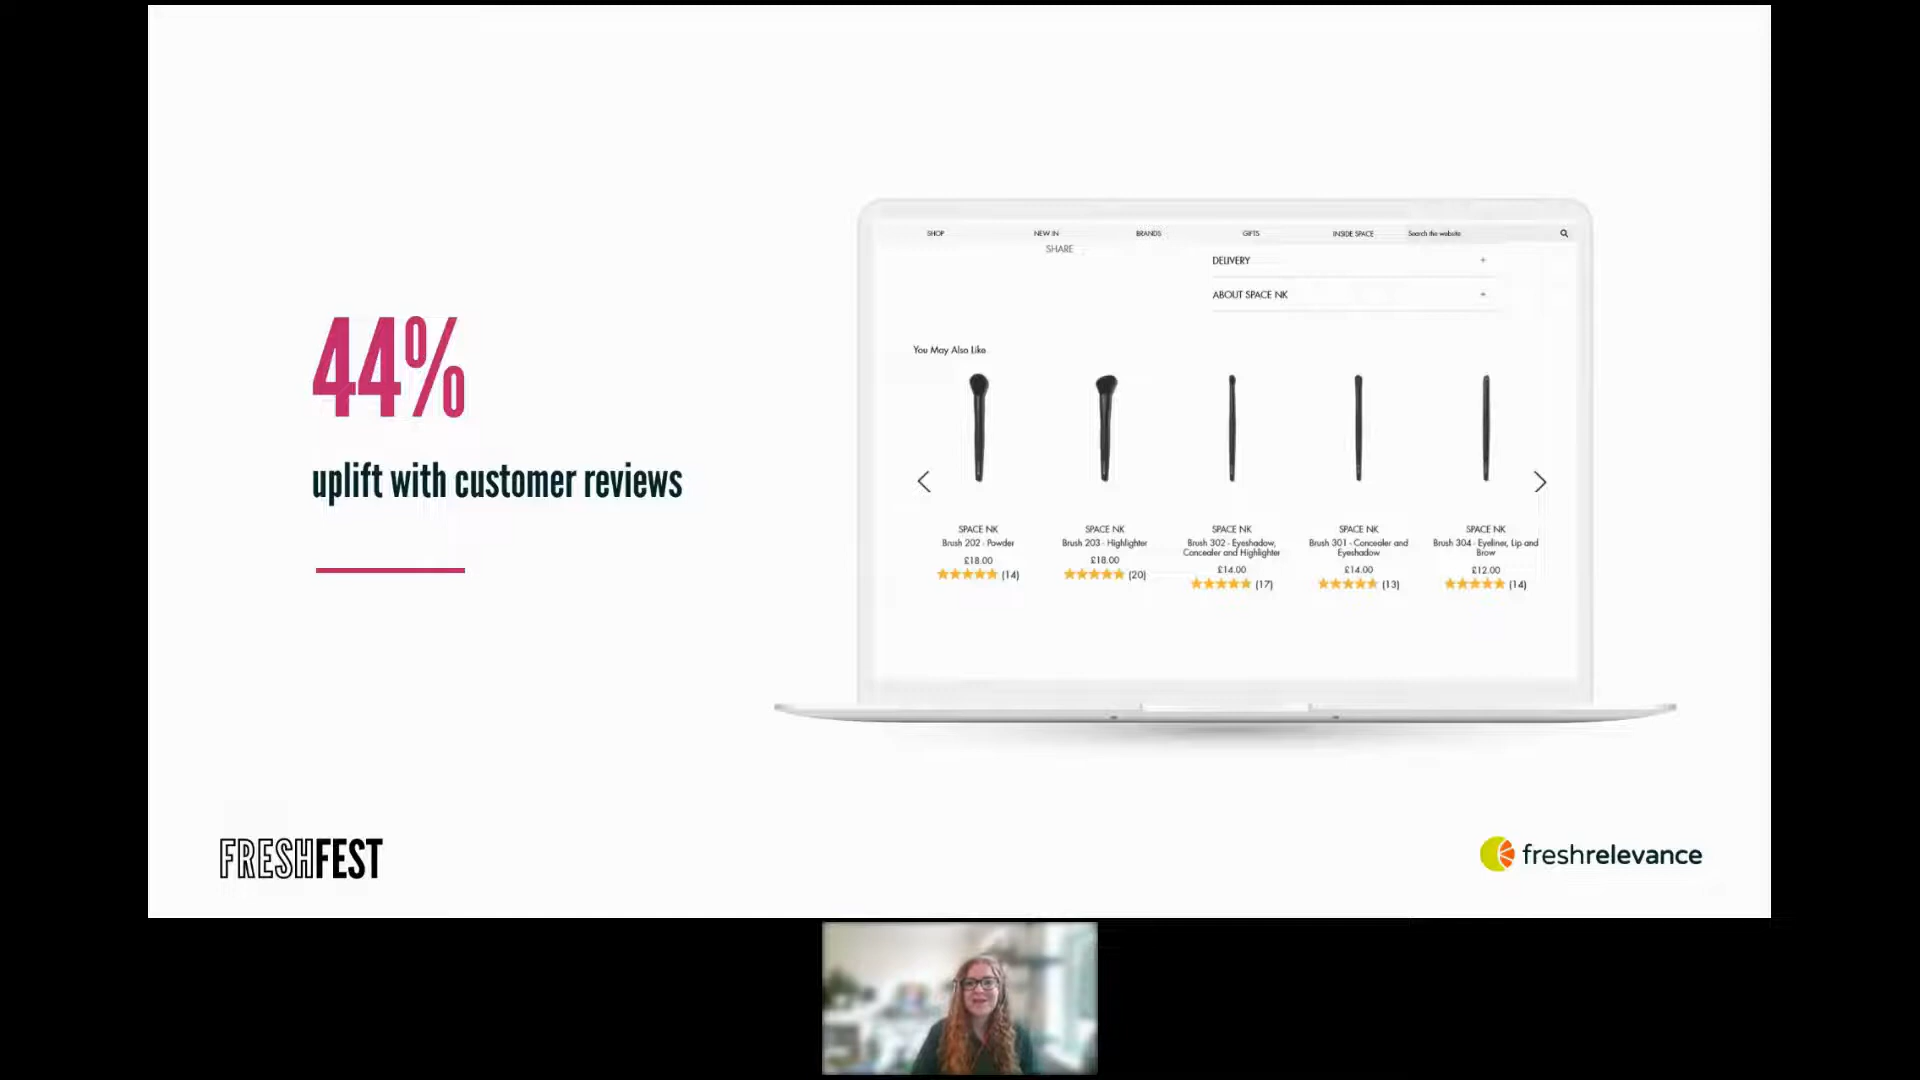 SHOP NEW IN BRANDS GIFTS INSIDE SPACE Search the website
SHARE
DELIVERY +
ABOUT SPACE NK +
44%
uplift with customer reviews
You May Also Like
SPACE NK
Brush 202 - Powder
£18.00
(14)
SPACE NK
Brush 203 - Highlighter
£18.00
(20)
SPACE NK
Brush 302 - Eyeshadow,
Concealer and Highlighter
£14.00
(17)
SPACE NK
Brush 301 - Concealer and
Eyeshadow
£14.00
(13)
SPACE NK
Brush 304 - Eyeliner, Lip and
Brow
£12.00
(14)
FRESHFEST
freshrelevance